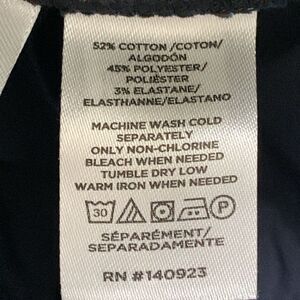 52% COTTON /COTON/
ALGODÓN
45% POLYESTER/
POLIÉSTER
3% ELASTANE/
ELASTHANNE/ELASTANO
MACHINE WASH COLD
SEPARATELY
ONLY NON-CHLORINE
BLEACH WHEN NEEDED
TUMBLE DRY LOW
WARM IRON WHEN NEEDED
30 P
SÉPARÉMENT/
SEPARADAMENTE
RN #140923